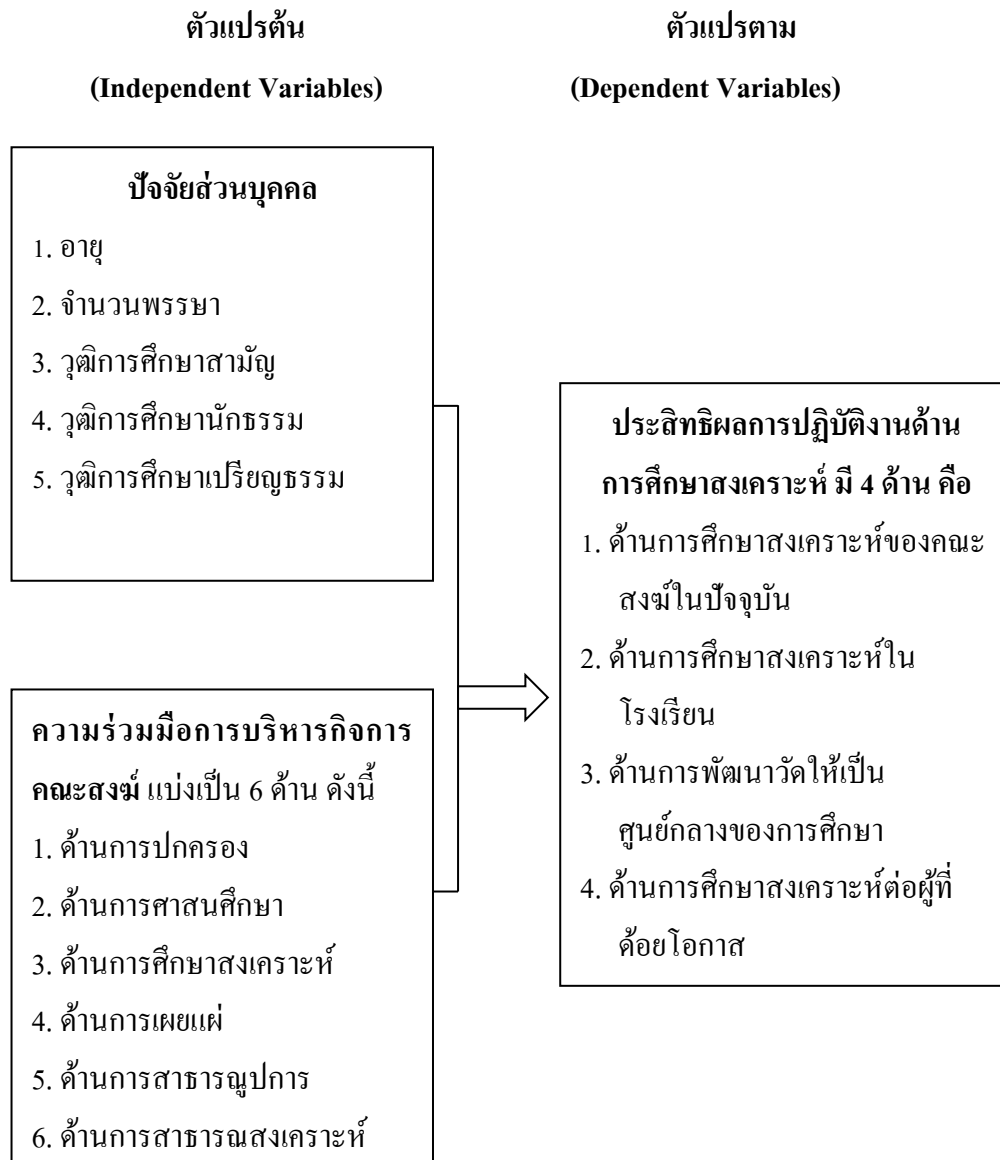 ตัวแปรต้น
(Independent Variables)
ตัวแปรตาม
(Dependent Variables)
ปัจจัยส่วนบุคคล
1. อายุ
2. จำนวนพรรษา
3. วุฒิการศึกษาสามัญ
4. วุฒิการศึกษานักธรรม
5. วุฒิการศึกษาเปรียญธรรม
ความร่วมมือการบริหารกิจการ
คณะสงฆ์ แบ่งเป็น 6 ด้าน ดังนี้
1. ด้านการปกครอง
2. ด้านการศาสนศึกษา
3. ด้านการศึกษาสงเคราะห์
4. ด้านการเผยแผ่
5. ด้านการสาธารณูปการ
6. ด้านการสาธารณสงเคราะห์
ประสิทธิผลการปฏิบัติงานด้าน
การศึกษาสงเคราะห์ มี 4 ด้าน คือ
1. ด้านการศึกษาสงเคราะห์ของคณะ
สงฆ์ในปัจจุบัน
2. ด้านการศึกษาสงเคราะห์ใน
โรงเรียน
3. ด้านการพัฒนาวัดให้เป็น
ศูนย์กลางของการศึกษา
4. ด้านการศึกษาสงเคราะห์ต่อผู้ที่
ด้อยโอกาส